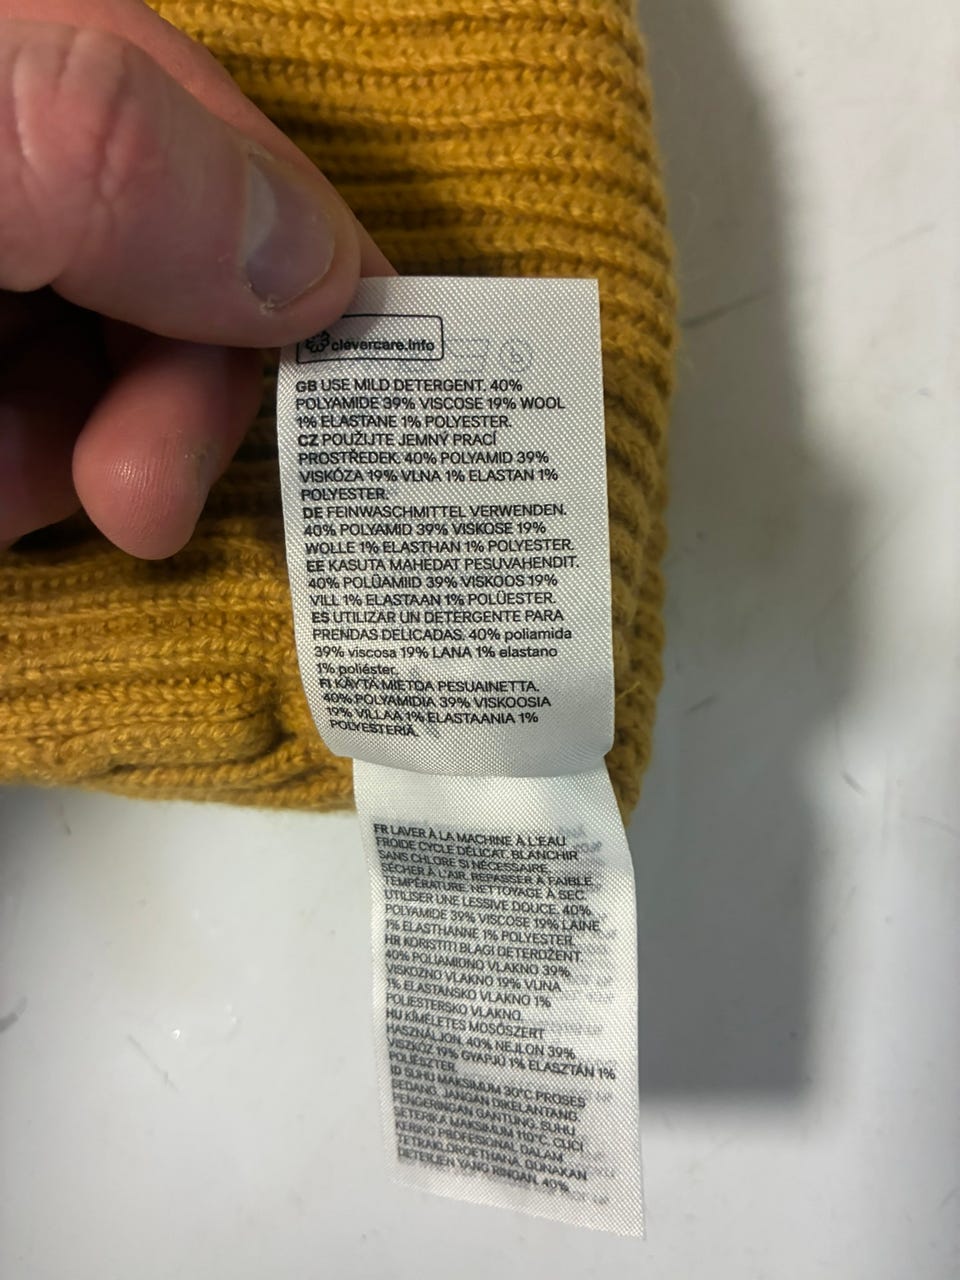 clevercare.info
GB USE MILD DETERGENT. 40%
POLYAMIDE 39% VISCOSE 19% WOOL
1% ELASTANE 1% POLYESTER.
CZ POUŽIJTE JEMNÝ PRACÍ
PROSTŘEDEK. 40% POLYAMID 39%
VISKÓZA 19% VLNA 1% ELASTAN 1%
POLYESTER.
DE FEINWASCHMITTEL VERWENDEN.
40% POLYAMID 39% VISKOSE 19%
WOLLE 1% ELASTHAN 1% POLYESTER.
EE KASUTA MAHEDAT PESUVAHENDIT.
40% POLÜAMIID 39% VISKOOS 19%
VILL 1% ELASTAAN 1% POLÜESTER.
ES UTILIZAR UN DETERGENTE PARA
PRENDAS DELICADAS. 40% poliamida
39% viscosa 19% LANA 1% elastano
1% poliéster.
FI KÄYTÄ MIETOA PESUAINETTA.
40% POLYAMIDIA 39% VISKOOSIA
19% VILLAA 1% ELASTAANIA 1%
POLYESTERIA.
FR LAVER À LA MACHINE À L'EAU
FROIDE CYCLE DÉLICAT. BLANCHIR
SANS CHLORE SI NÉCESSAIRE.
SÉCHER À L'AIR. REPASSER À FAIBLE
TEMPÉRATURE. NETTOYAGE À SEC.
UTILISER UNE LESSIVE DOUCE. 40%
POLYAMIDE 39% VISCOSE 19% LAINE
1% ELASTHANNE 1% POLYESTER.
HR KORISTITI BLAGI DETERDŽENT.
40% POLIAMIDNO VLAKNO 39%
VISKOZNO VLAKNO 19% VUNA
1% ELASTANSKO VLAKNO 1%
POLIESTERSKO VLAKNO.
HU KÍMÉLETES MOSÓSZERT
HASZNÁLJON. 40% NEJLON 39%
VISZKÓZ 19% GYAPJÚ 1% ELASZTÁN 1%
POLIÉSZTER.
ID SUHU MAKSIMUM 30°C PROSES
SEDANG. JANGAN DIKELANTANG.
PENGERINGAN GANTUNG. SUHU
SETERIKA MAKSIMUM 110°C. CUCI
KERING PROFESIONAL DALAM
TETRAKLOROETHANA. GUNAKAN
DETERJEN YANG RINGAN. 40%